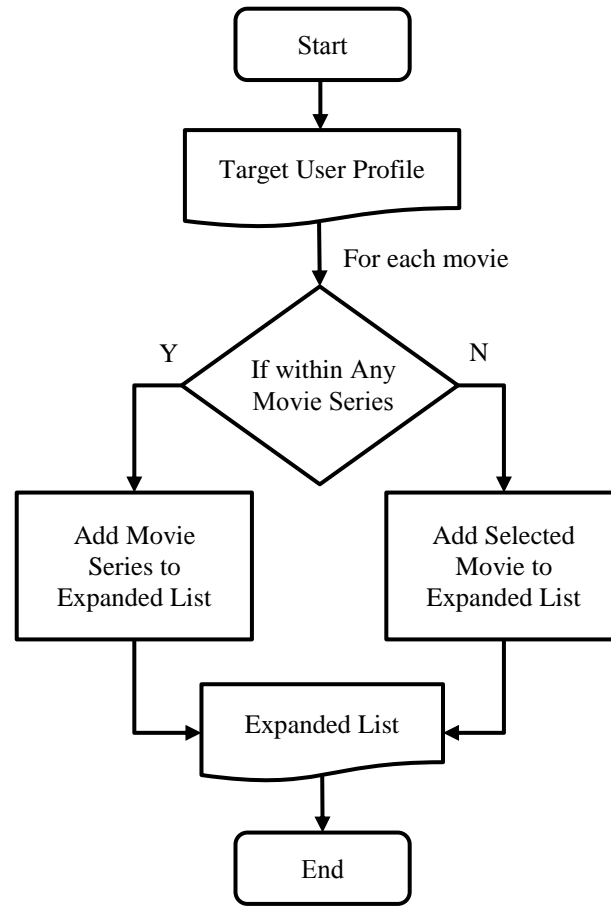 Start
Target User Profile
For each movie
Y
N
If within Any
Movie Series
Add Movie
Series to
Expanded List
Add Selected
Movie to
Expanded List
Expanded List
End